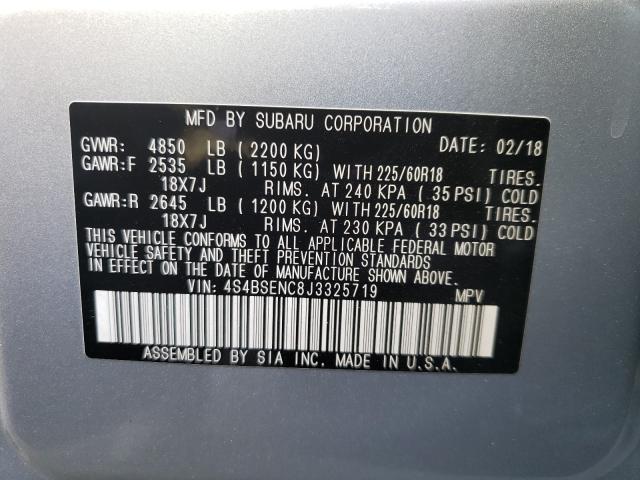 MFD BY SUBARU CORPORATION
GVWR: 4850 LB ( 2200 KG) DATE: 02/18
GAWR:F 2535 LB ( 1150 KG) WITH 225/60R18 TIRES.
18X7J RIMS. AT 240 KPA ( 35 PSI) COLD
GAWR:R 2645 LB ( 1200 KG) WITH 225/60R18 TIRES.
18X7J RIMS. AT 230 KPA ( 33 PSI) COLD
THIS VEHICLE CONFORMS TO ALL APPLICABLE FEDERAL MOTOR
VEHICLE SAFETY AND THEFT PREVENTION STANDARDS
IN EFFECT ON THE DATE OF MANUFACTURE SHOWN ABOVE.
VIN: 4S4BSENC8J3325719 MPV
ASSEMBLED BY SIA INC. MADE IN U.S.A.